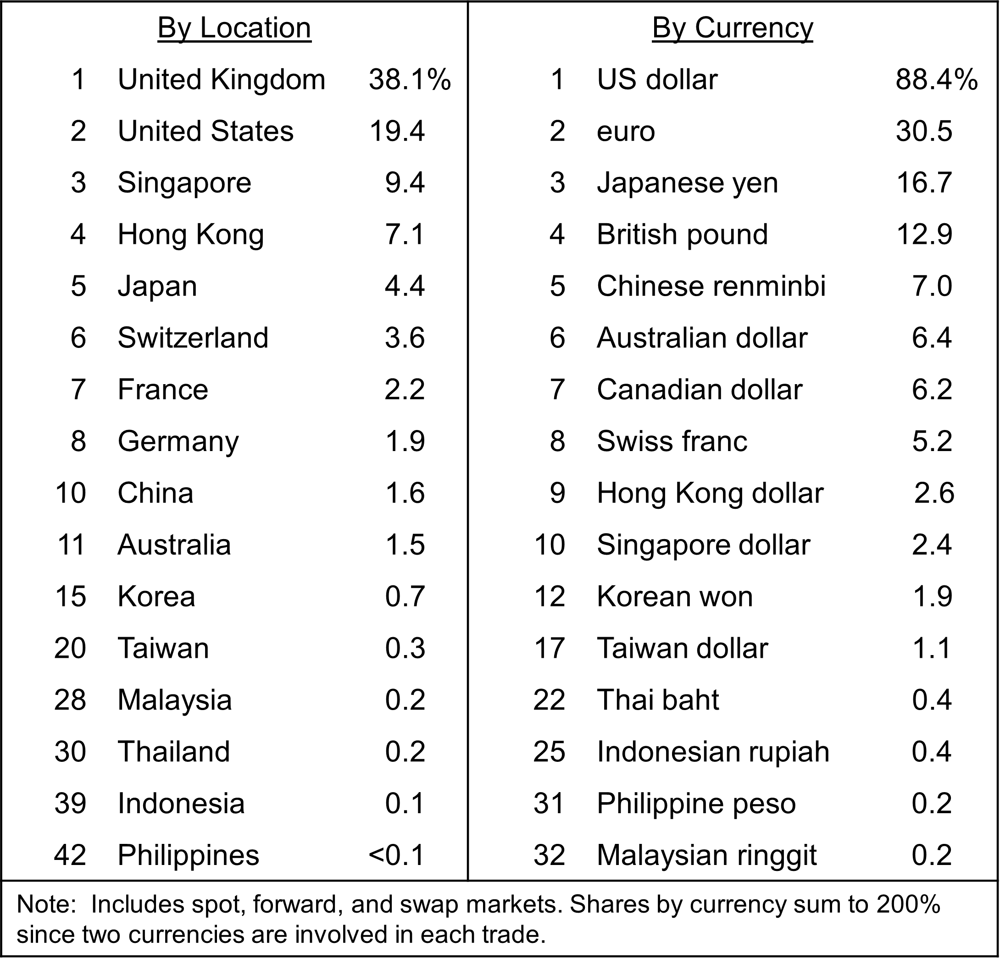 By Location
1 United Kingdom 38.1%
2 United States 19.4
3 Singapore 9.4
4 Hong Kong 7.1
5 Japan 4.4
6 Switzerland 3.6
7 France 2.2
8 Germany 1.9
10 China 1.6
11 Australia 1.5
15 Korea 0.7
20 Taiwan 0.3
28 Malaysia 0.2
30 Thailand 0.2
39 Indonesia 0.1
42 Philippines <0.1
By Currency
1 US dollar 88.4%
2 euro 30.5
3 Japanese yen 16.7
4 British pound 12.9
5 Chinese renminbi 7.0
6 Australian dollar 6.4
7 Canadian dollar 6.2
8 Swiss franc 5.2
9 Hong Kong dollar 2.6
10 Singapore dollar 2.4
12 Korean won 1.9
17 Taiwan dollar 1.1
22 Thai baht 0.4
25 Indonesian rupiah 0.4
31 Philippine peso 0.2
32 Malaysian ringgit 0.2
Note: Includes spot, forward, and swap markets. Shares by currency sum to 200%
since two currencies are involved in each trade.